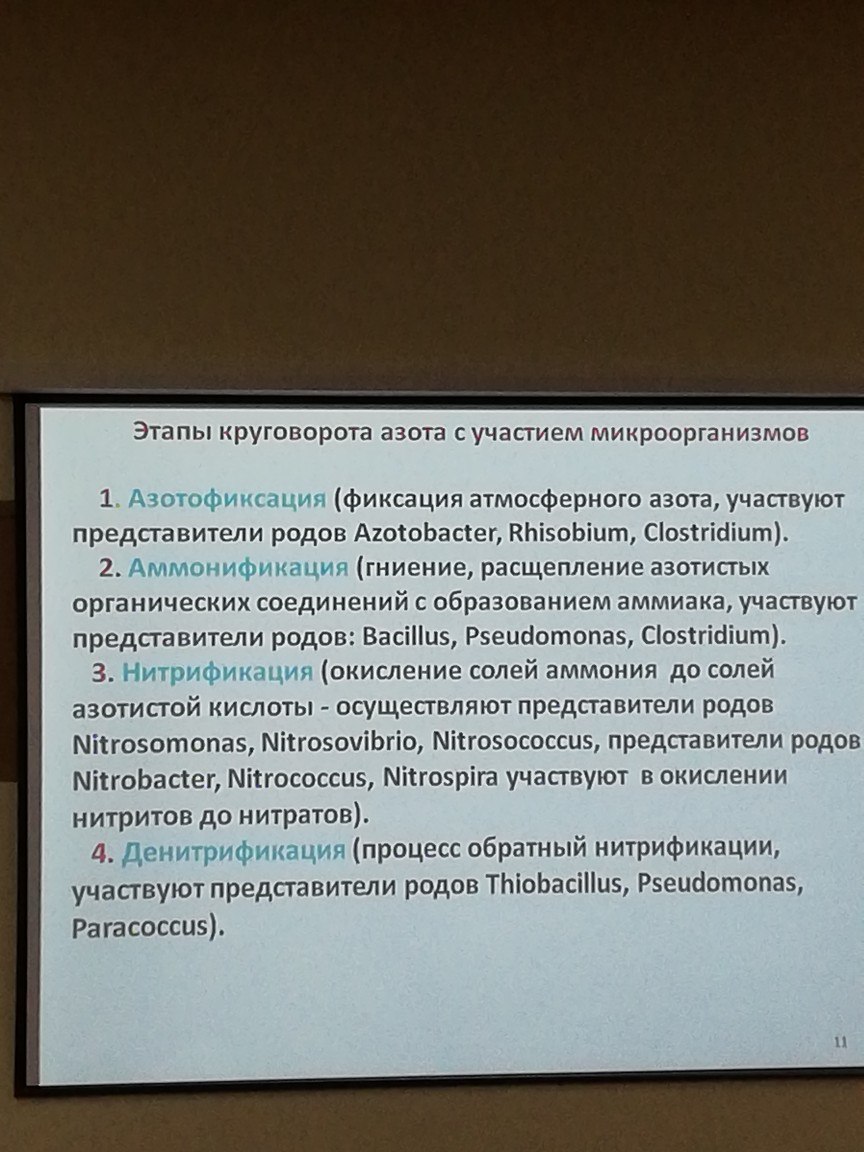 Этапы круговорота азота с участием микроорганизмов
1. Азотофиксация (фиксация атмосферного азота, участвуют
представители родов Azotobacter, Rhisobium, Clostridium).
2. Аммонификация (гниение, расщепление азотистых
органических соединений с образованием аммиака, участвуют
представители родов: Bacillus, Pseudomonas, Clostridium).
3. Нитрификация (окисление солей аммония до солей
азотистой кислоты - осуществляют представители родов
Nitrosomonas, Nitrosovibrio, Nitrosococcus, представители родов
Nitrobacter, Nitrococcus, Nitrospira участвуют в окислении
нитритов до нитратов).
4. Денитрификация (процесс обратный нитрификации,
участвуют представители родов Thiobacillus, Pseudomonas,
Paracoccus).
11